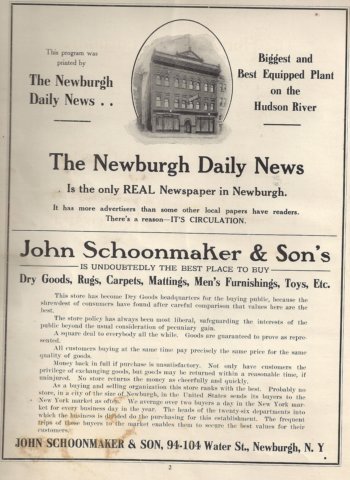 This program was
printed by
The Newburgh
Daily News . .
Biggest and
Best Equipped Plant
on the
Hudson River
The Newburgh Daily News
Is the only REAL Newspaper in Newburgh.
It has more advertisers than some other local papers have readers.
There's a reason—IT'S CIRCULATION.
John Schoonmaker & Son's
IS UNDOUBTEDLY THE BEST PLACE TO BUY
Dry Goods, Rugs, Carpets, Mattings, Men's Furnishings, Toys, Etc.
This store has become Dry Goods headquarters for the buying public, because the
shrewdest of consumers have found after careful comparison that values here are the
best.
The store policy has always been most liberal, safeguarding the interests of the
public beyond the usual consideration of pecuniary gain.
A square deal to everybody all the while. Goods are guaranteed to prove as repre-
sented.
All customers buying at the same time pay precisely the same price for the same
quality of goods.
Money back in full if purchase is unsatisfactory. Not only have customers the
privilege of exchanging goods, but goods may be returned within a reasonable time, if
uninjured. No store returns the money as cheerfully and quickly.
As a buying and selling organization this store ranks with the best. Probably no
store, in a city of the size of Newburgh, in the United States sends its buyers to the
New York market as often. We average over two buyers a day in the New York mar-
ket for every business day in the year. The heads of the twenty-six departments into
which the business is divided do the purchasing for this establishment. The frequent
trips of these buyers to the market enables them to secure the best values for their
customers.
JOHN SCHOONMAKER & SON, 94-104 Water St., Newburgh, N. Y
2